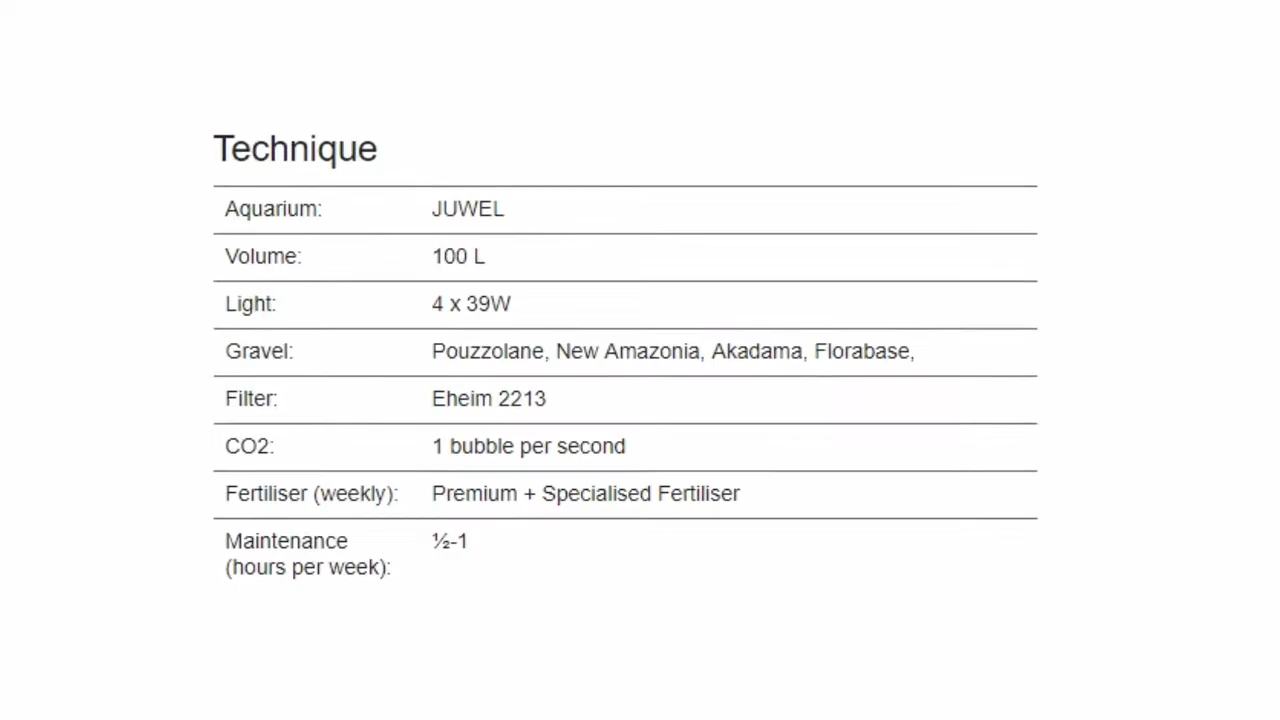 Technique
Aquarium: JUWEL
Volume: 100 L
Light: 4 x 39W
Gravel: Pouzzolane, New Amazonia, Akadama, Florabase,
Filter: Eheim 2213
CO2: 1 bubble per second
Fertiliser (weekly): Premium + Specialised Fertiliser
Maintenance ½-1
(hours per week):